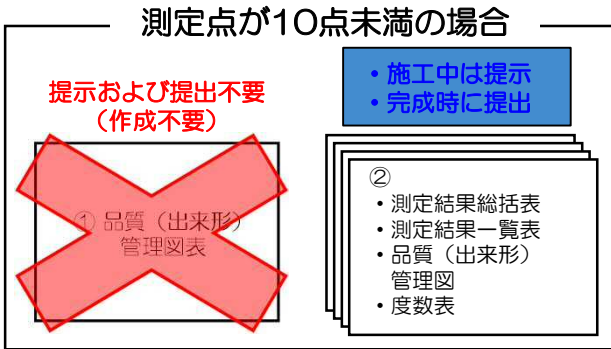 測定点が10点未満の場合
提示および提出不要
（作成不要）
① 品質（出来形）
管理図表
・施工中は提示
・完成時に提出
②
・測定結果総括表
・測定結果一覧表
・品質（出来形）
管理図
・度数表